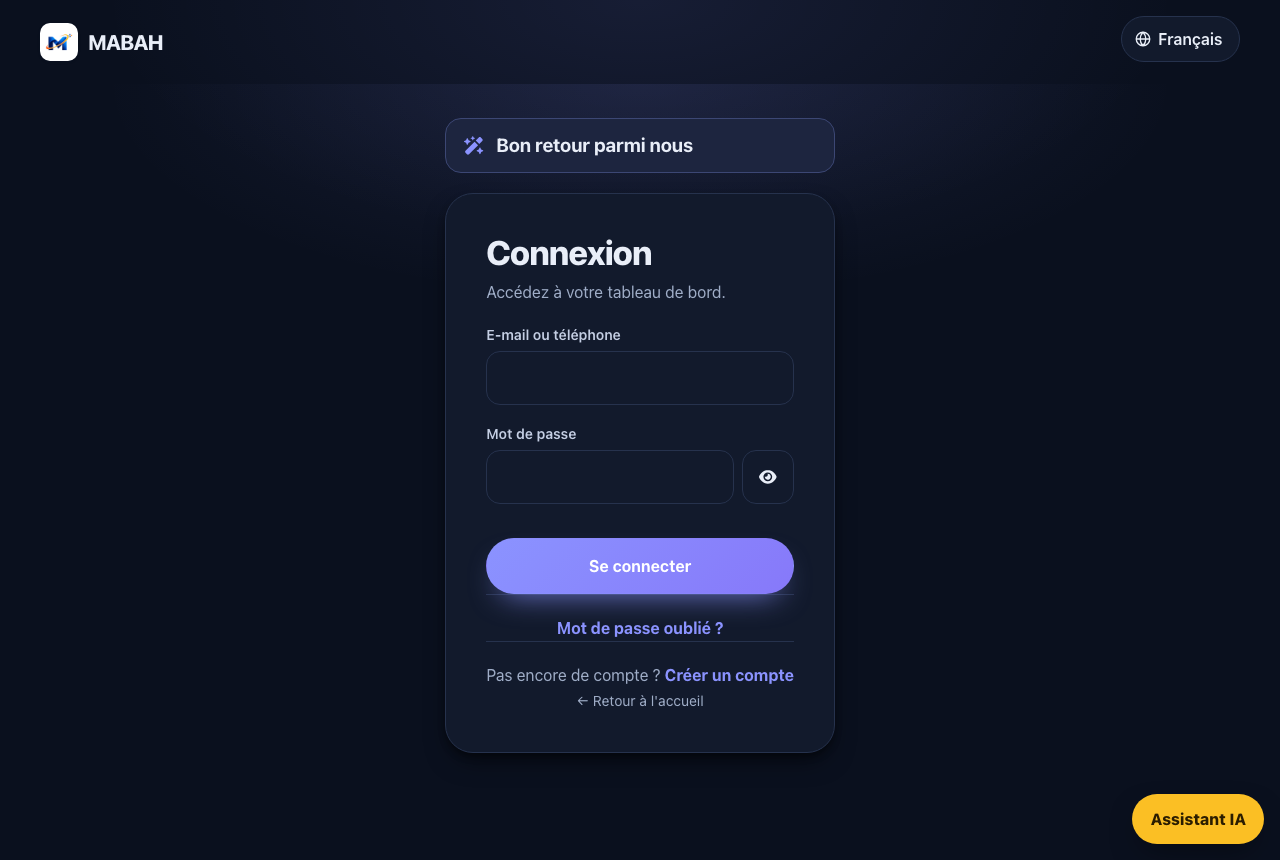 MABAH
Français
Bon retour parmi nous
Connexion
Accédez à votre tableau de bord.
E-mail ou téléphone
Mot de passe
Se connecter
Mot de passe oublié ?
Pas encore de compte ? Créer un compte
← Retour à l'accueil
Assistant IA